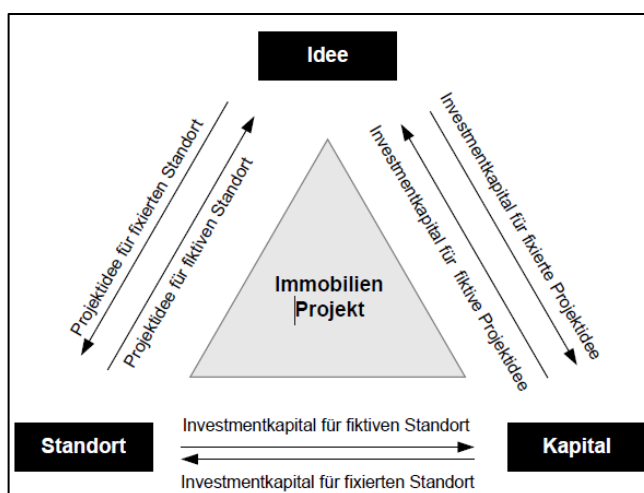 Idee
Projektidee für fixierten Standort
Projektidee für fiktiven Standort
Investmentkapital für fiktive Projektidee
Investmentkapital für fixierte Projektidee
Immobilien
Projekt
Standort
Investmentkapital für fiktiven Standort
Investmentkapital für fixierten Standort
Kapital